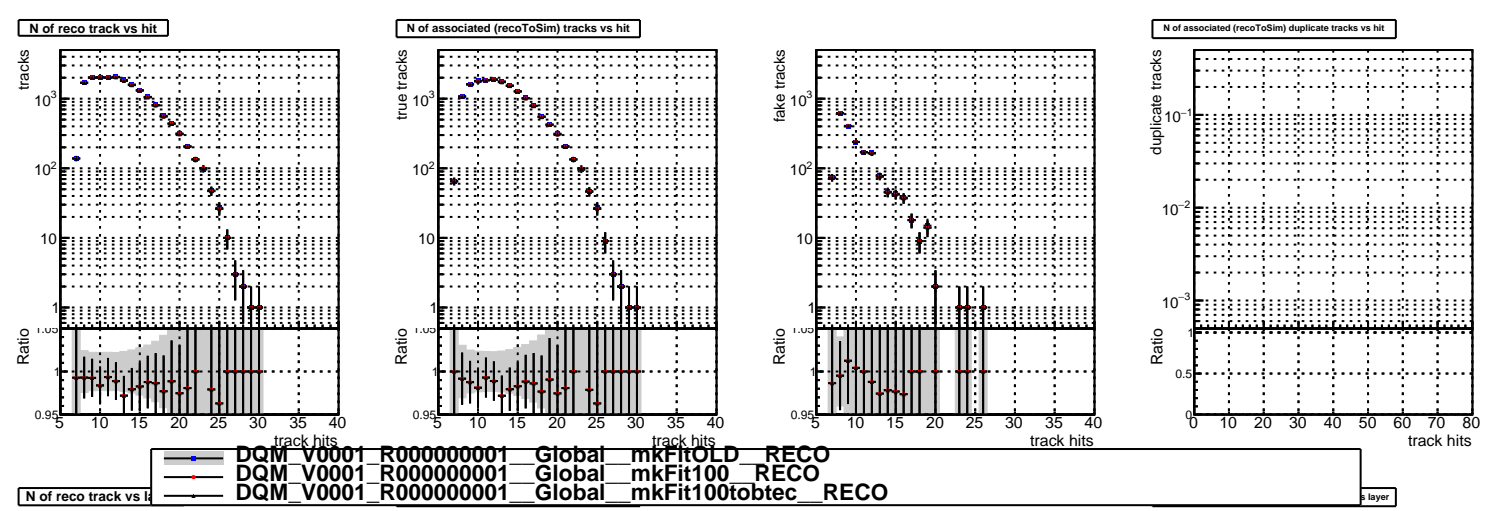 N of reco track vs hit
N of associated (recoToSim) tracks vs hit
N of associated (recoToSim) duplicate tracks vs hit
tracks
10³
10²
10
1
Ratio
1.05
1
0.95
5 10 15 20 25 30 35 40
track hits
true tracks
10³
10²
10
1
Ratio
1.05
1
0.95
5 10 15 20 25 30 35 40
track hits
fake tracks
10³
10²
10
1
Ratio
1.05
1
0.95
5 10 15 20 25 30 35 40
track hits
duplicate tracks
10⁻¹
10⁻²
10⁻³
Ratio
1
0.5
0
0 10 20 30 40 50 60 70 80
track hits
DQM_V0001_R000000001__Global__mkFitOLD__RECO
DQM_V0001_R000000001__Global__mkFit100__RECO
DQM_V0001_R000000001__Global__mkFit100tobtec__RECO
N of reco track vs
s layer